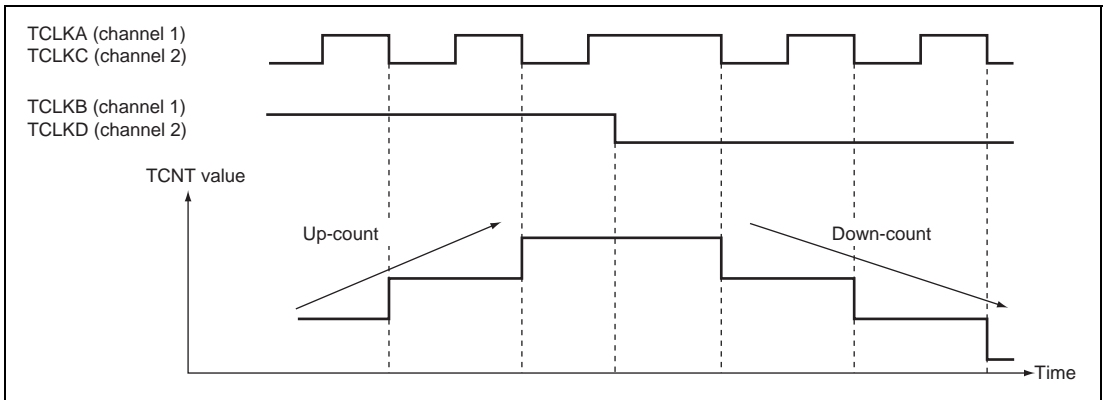 TCLKA (channel 1)
TCLKC (channel 2)
TCLKB (channel 1)
TCLKD (channel 2)
TCNT value
Up-count
Down-count
Time